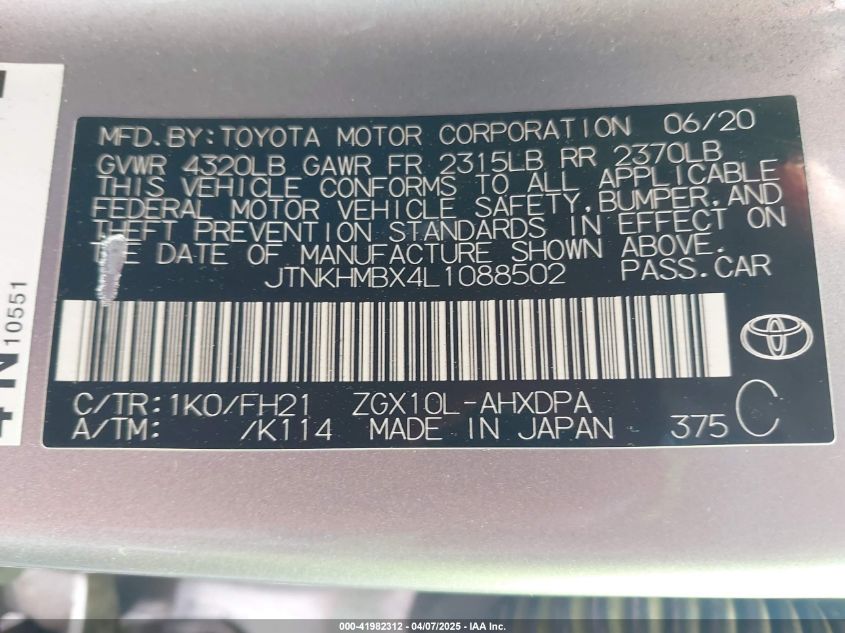 MFD.BY:TOYOTA MOTOR CORPORATION 06/20
GVWR 4320LB GAWR FR 2315LB RR 2370LB
THIS VEHICLE CONFORMS TO ALL APPLICABLE
FEDERAL MOTOR VEHICLE SAFETY,BUMPER,AND
THEFT PREVENTION STANDARDS IN EFFECT ON
THE DATE OF MANUFACTURE SHOWN ABOVE.
JTNKHMBX4L1088502 PASS.CAR
C/TR:1K0/FH21 ZGX10L-AHXDPA
A/TM: /K114 MADE IN JAPAN 375 C
10551
000-41982312 - 04/07/2025 - IAA Inc.